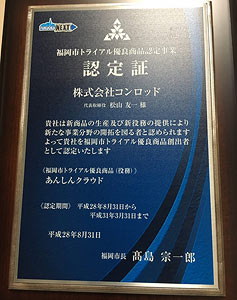 FUKUOKA NEXT
福岡市トライアル優良商品認定事業
認定証
株式会社コンロッド
代表取締役 松山 友一 様
貴社は新商品の生産及び新役務の提供により
新たな事業分野の開拓を図る者と認められます
よって貴社を福岡市トライアル優良商品創出者
として認定いたします
(福岡市トライアル優良商品(役務))
あんしんクラウド
(認定期間) 平成28年8月31日から
平成31年3月31日まで
平成28年8月31日
福岡市長 髙島 宗一郎